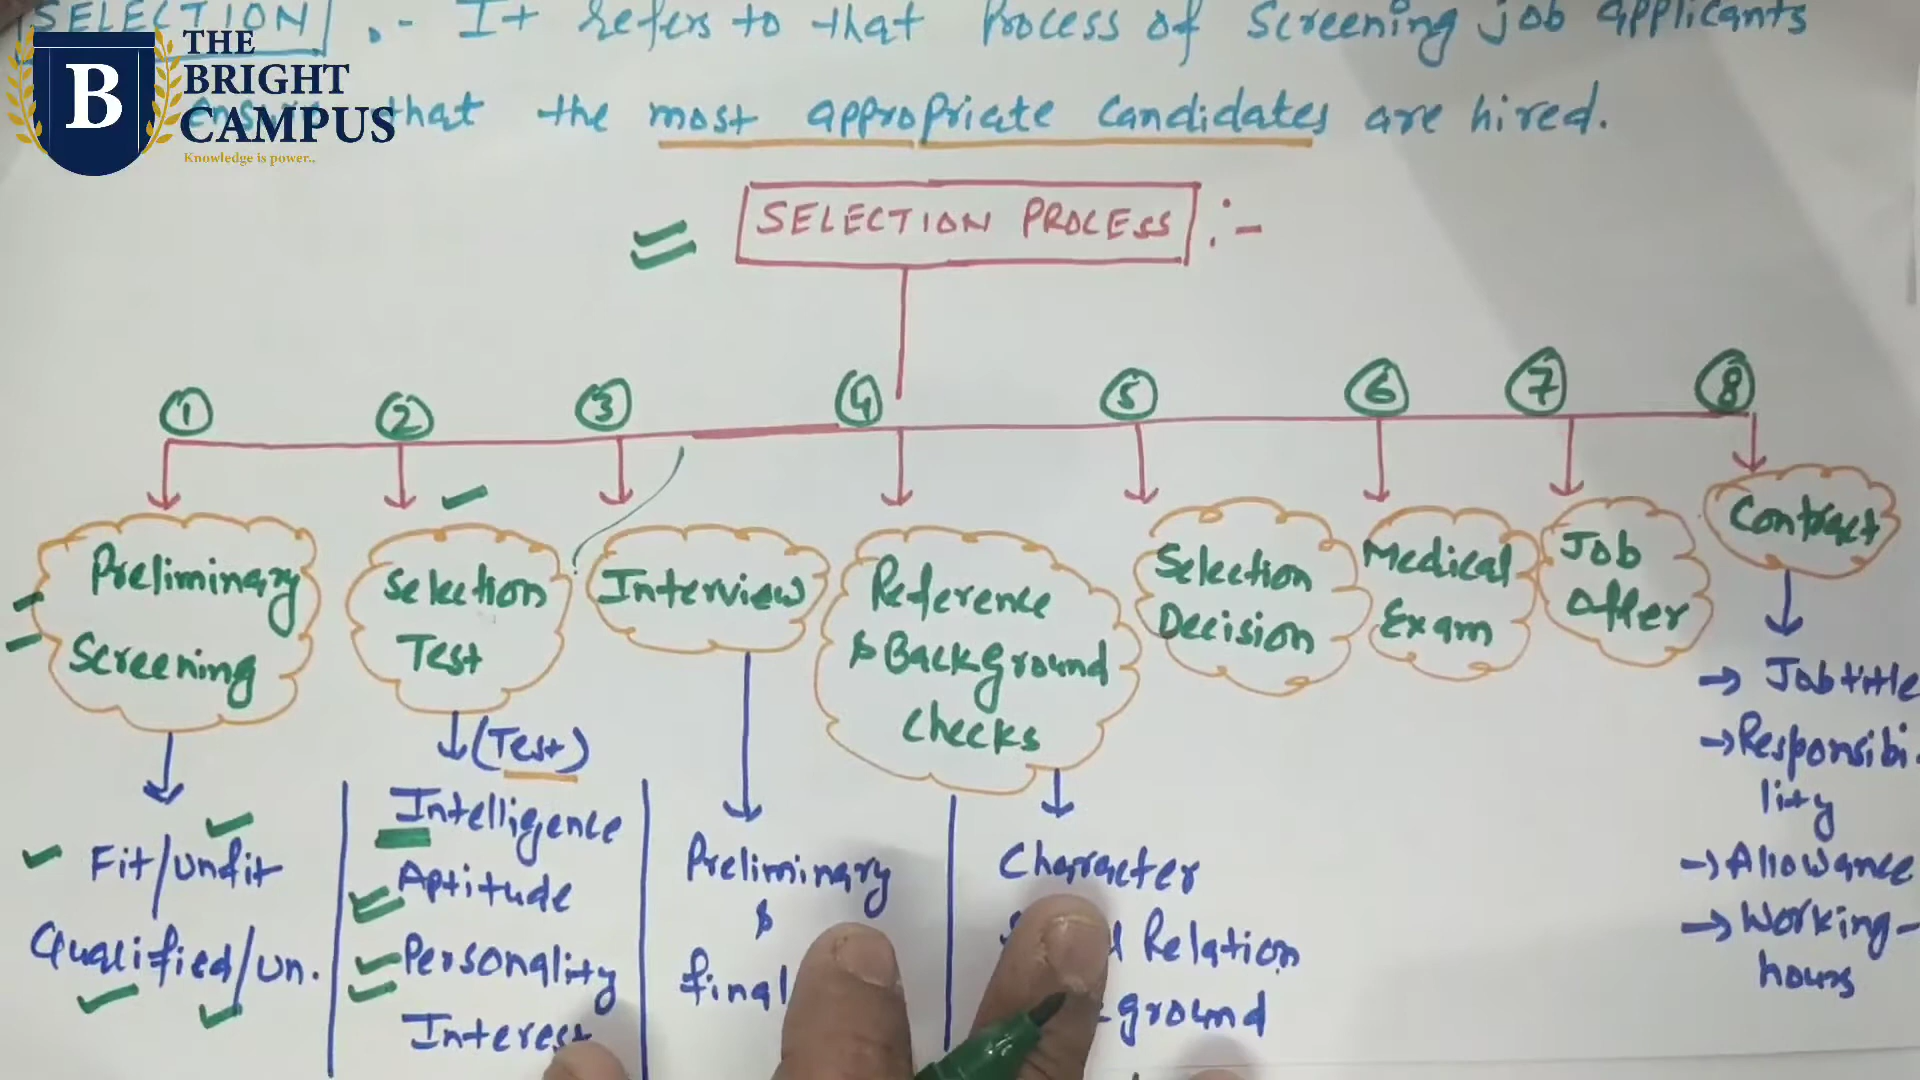 SELECTION :- It refers to that Process of Screening job applicants
THE
BRIGHT
CAMPUS
Knowledge is power..
B
ensure that the most appropriate candidates are hired.
SELECTION PROCESS :-
1 2 3 4 5 6 7 8
Preliminary
Screening
Selection
Test
Interview
Reference
& Background
Checks
Selection
Decision
Medical
Exam
Job
Offer
Contract
Fit/Unfit
Qualified/un.
(Test)
Intelligence
Aptitude
Personality
Interest
Preliminary
&
final
Character
Relation
ground
→ Job title
→ Responsibi-
lity
→ Allowance
→ Working-
hours